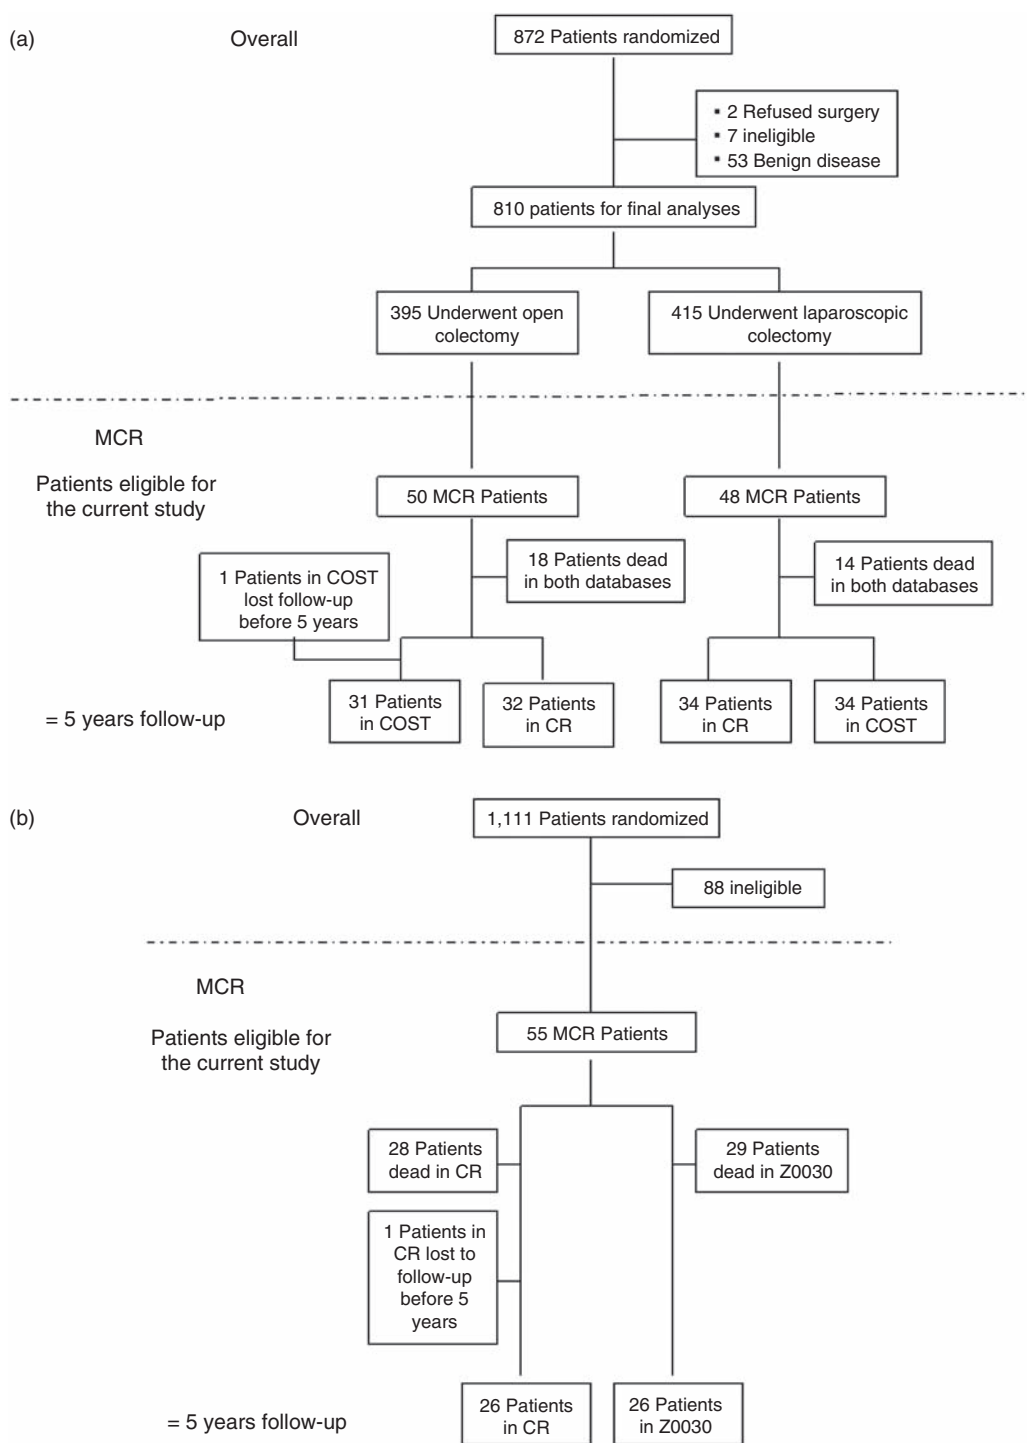 (a)
Overall
872 Patients randomized
▪ 2 Refused surgery
▪ 7 ineligible
▪ 53 Benign disease
810 patients for final analyses
395 Underwent open
colectomy
415 Underwent laparoscopic
colectomy
MCR
Patients eligible for
the current study
50 MCR Patients
48 MCR Patients
1 Patients in COST
lost follow-up
before 5 years
18 Patients dead
in both databases
14 Patients dead
in both databases
= 5 years follow-up
31 Patients
in COST
32 Patients
in CR
34 Patients
in CR
34 Patients
in COST
(b)
Overall
1,111 Patients randomized
88 ineligible
MCR
Patients eligible for
the current study
55 MCR Patients
28 Patients
dead in CR
29 Patients
dead in Z0030
1 Patients in
CR lost to
follow-up
before 5
years
= 5 years follow-up
26 Patients
in CR
26 Patients
in Z0030